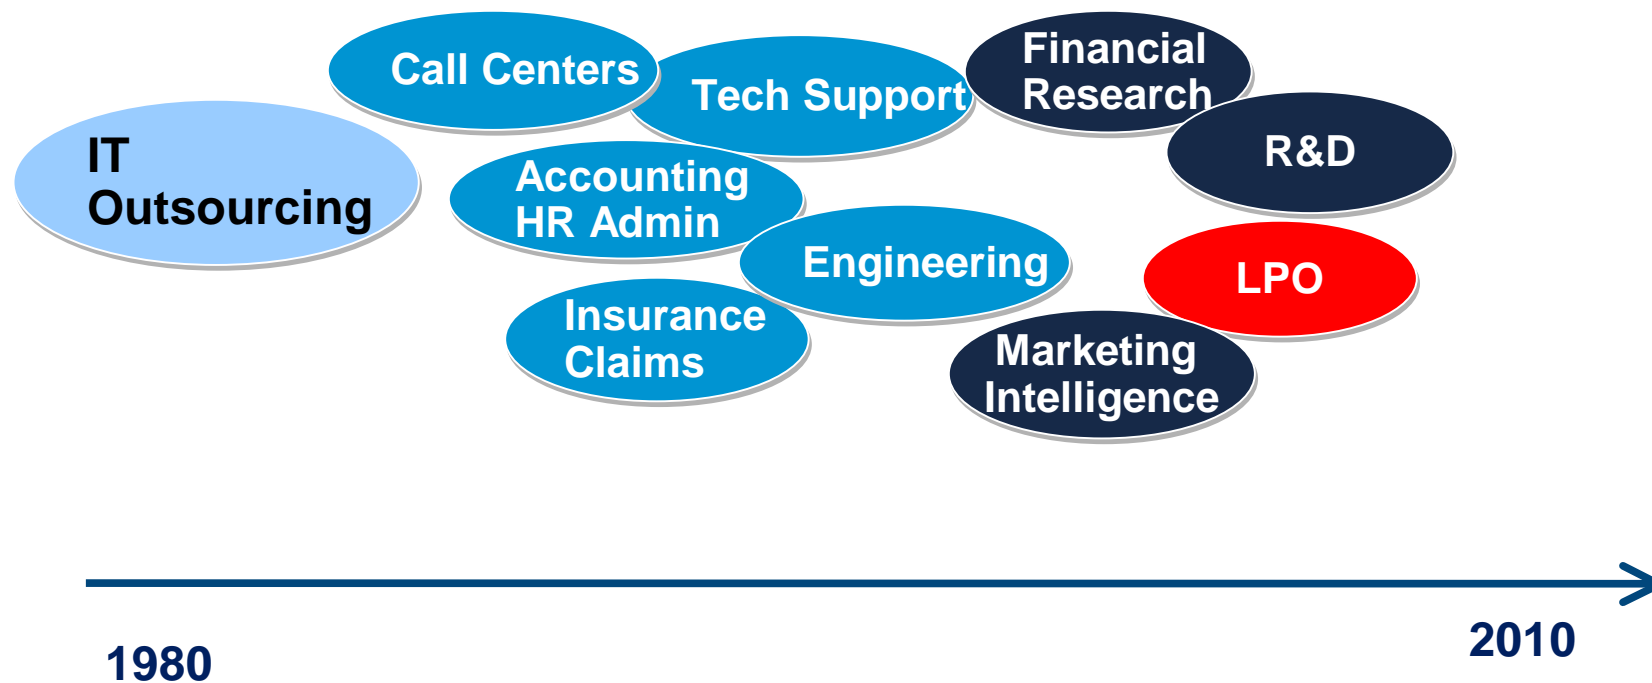 IT
Outsourcing
Call Centers
Tech Support
Accounting
HR Admin
Insurance
Claims
Engineering
Financial
Research
R&D
LPO
Marketing
Intelligence
1980
2010